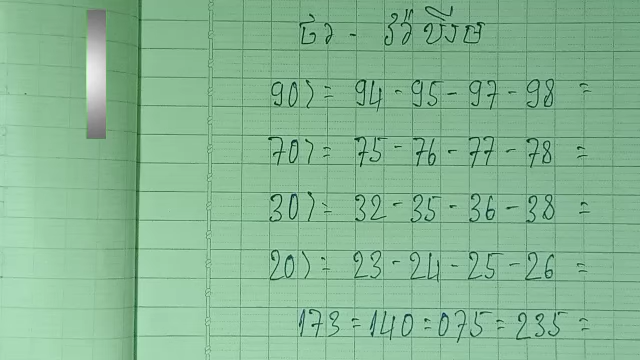 90) = 94 - 95 - 97 - 98 =
70) = 75 - 76 - 77 - 78 =
30) = 32 - 35 - 36 - 38 =
20) = 23 - 24 - 25 - 26 =
173 = 140 = 075 = 235 =